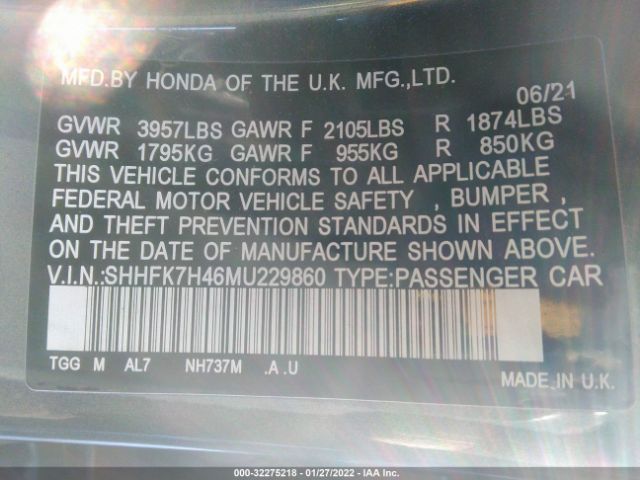 MFD.BY HONDA OF THE U.K. MFG.,LTD.
06/21
GVWR 3957LBS GAWR F 2105LBS R 1874LBS
GVWR 1795KG GAWR F 955KG R 850KG
THIS VEHICLE CONFORMS TO ALL APPLICABLE
FEDERAL MOTOR VEHICLE SAFETY , BUMPER ,
AND THEFT PREVENTION STANDARDS IN EFFECT
ON THE DATE OF MANUFACTURE SHOWN ABOVE.
V.I.N.:SHHFK7H46MU229860 TYPE:PASSENGER CAR
TGG M AL7 NH737M .A .U
MADE IN U.K.
000-32275218 - 01/27/2022 - IAA Inc.